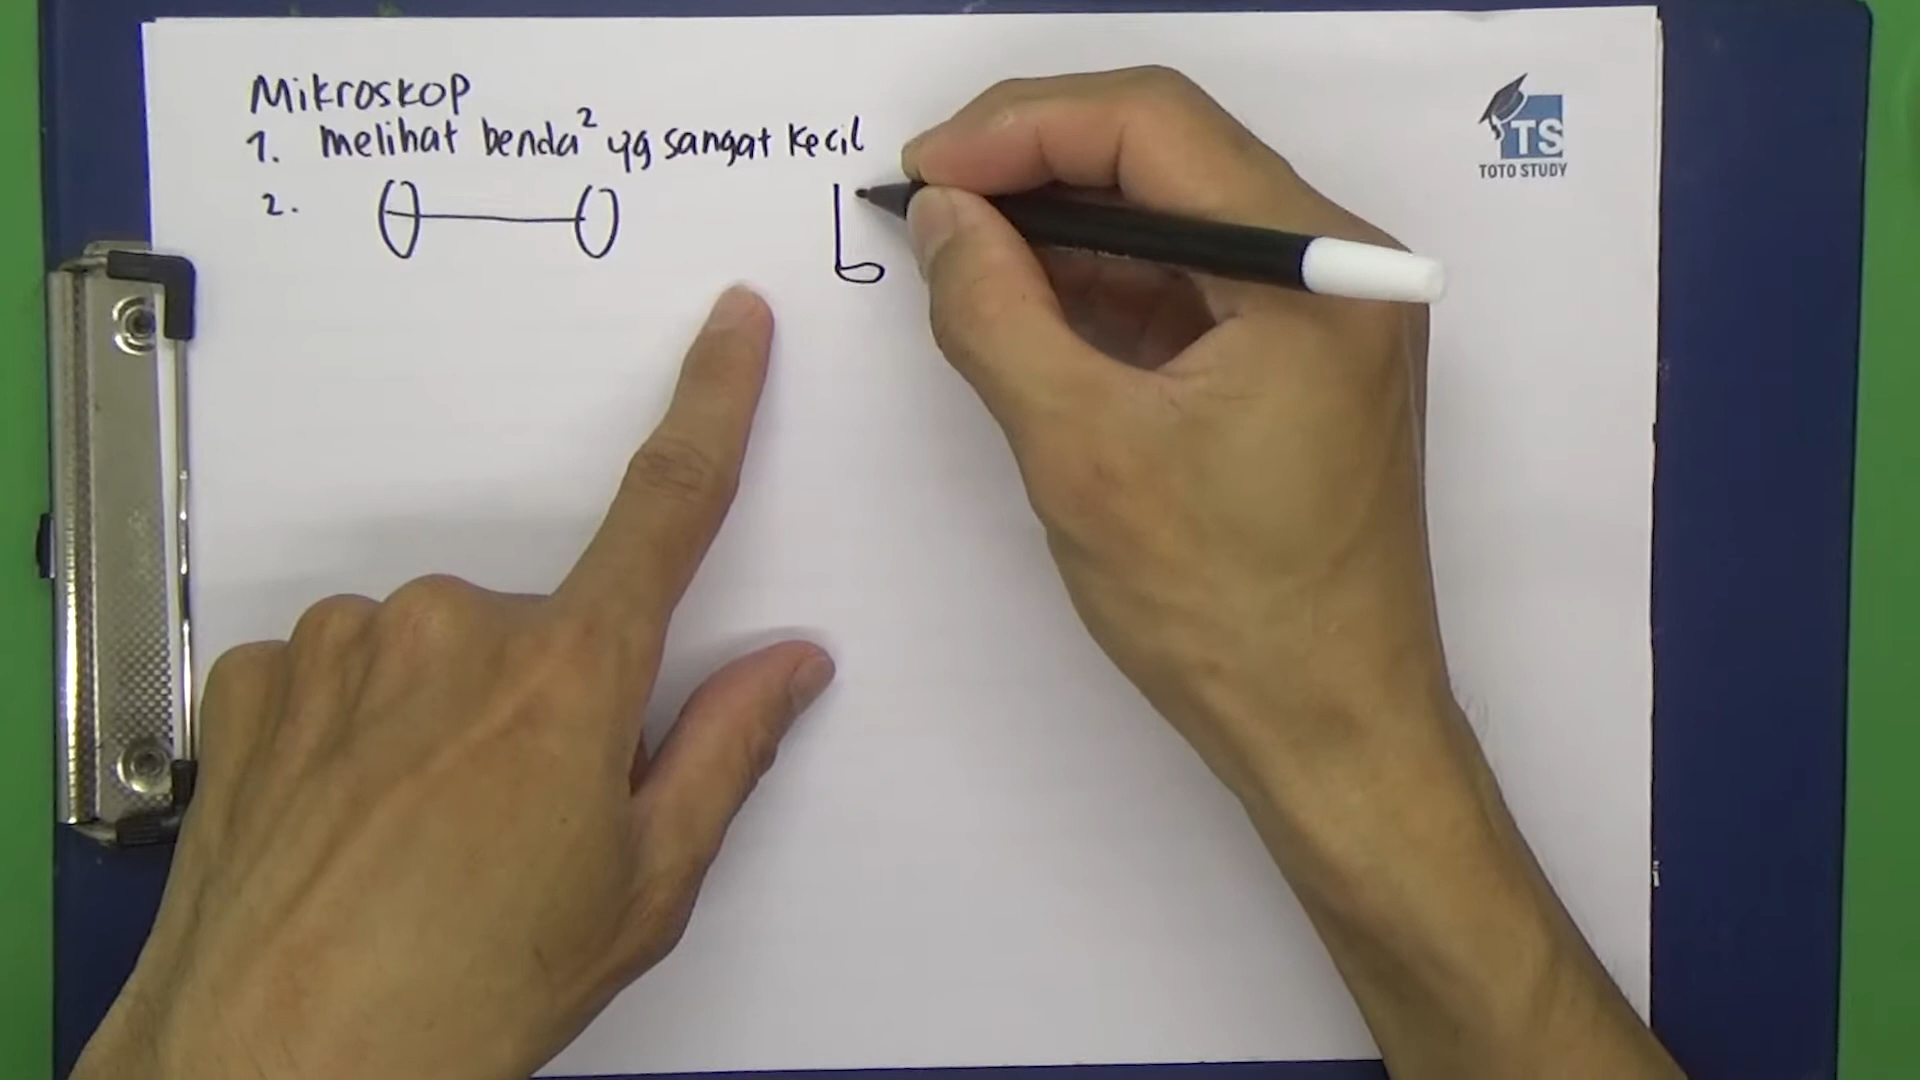 Mikroskop
1. melihat benda² yg sangat kecil
2.
TS
TOTO STUDY